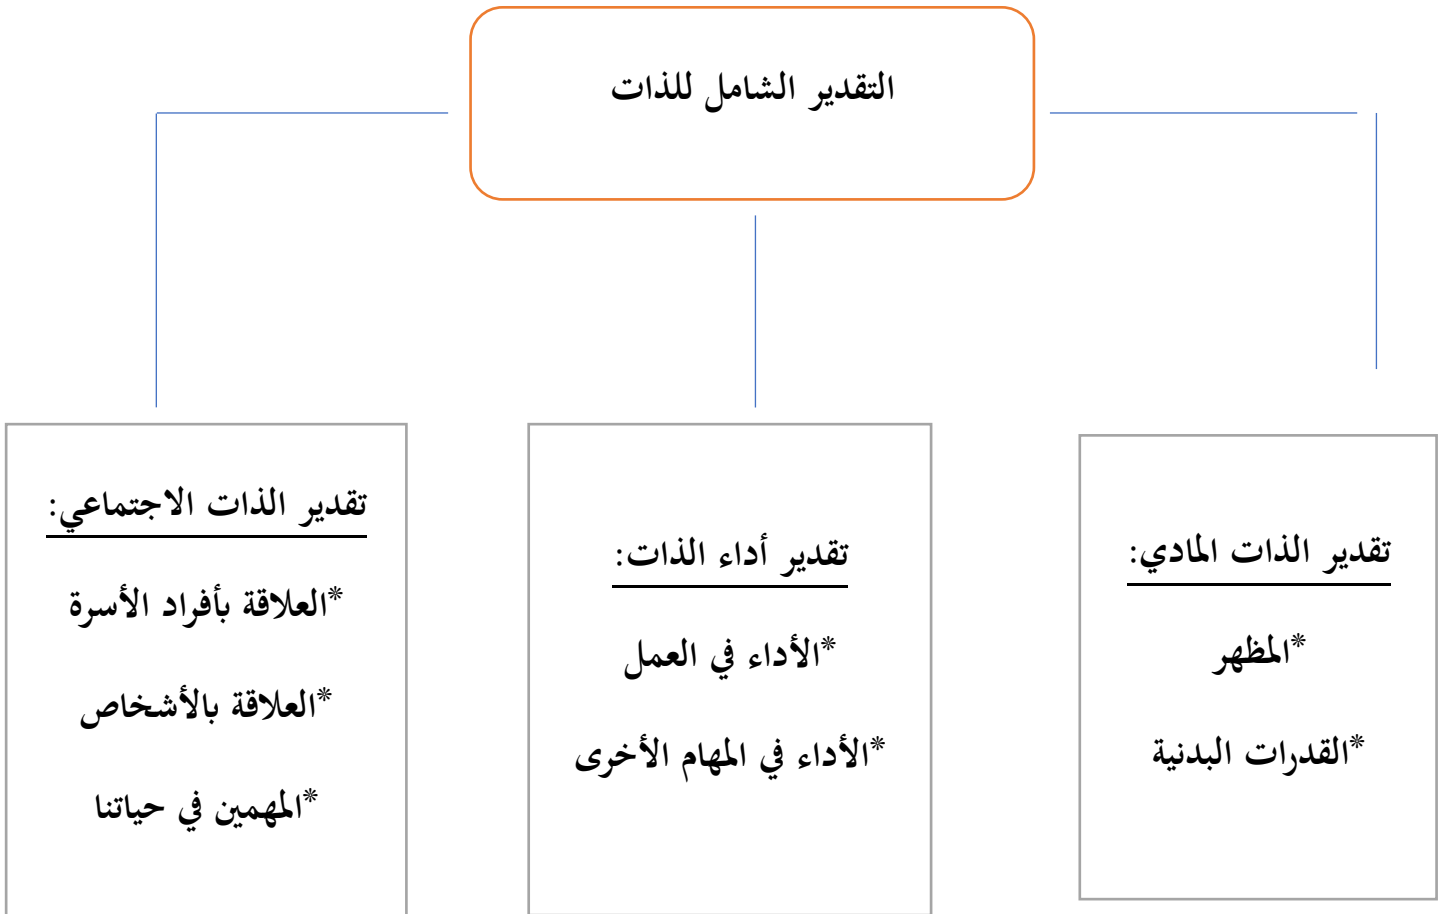 التقدير الشامل للذات
تقدير الذات المادي:
*المظهر
*القدرات البدنية
تقدير أداء الذات:
*الأداء في العمل
*الأداء في المهام الأخرى
تقدير الذات الاجتماعي:
*العلاقة بأفراد الأسرة
*العلاقة بالأشخاص
*المهمين في حياتنا